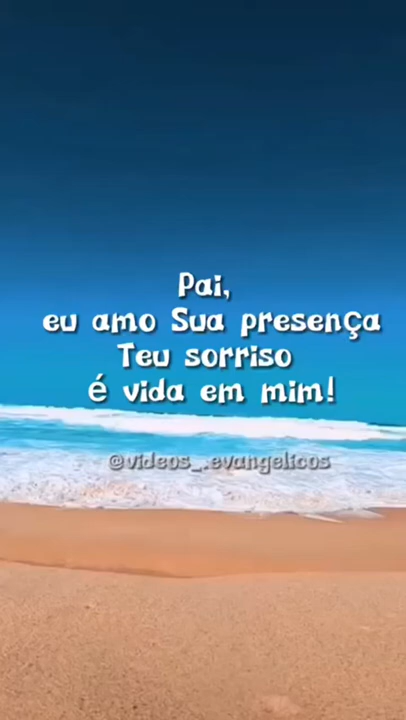 Pai,
eu amo Sua presença
Teu sorriso
é vida em mim!
@videos_.evangelicos